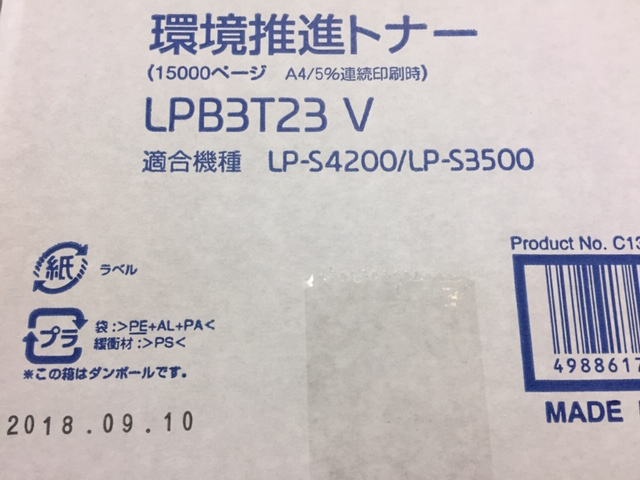 環境推進トナー
(15000ページ A4/5%連続印刷時)
LPB3T23 V
適合機種 LP-S4200/LP-S3500
紙 ラベル
プラ 袋:>PE+AL+PA<
緩衝材:>PS<
※この箱はダンボールです。
2018.09.10
Product No. C13
4988617
MADE